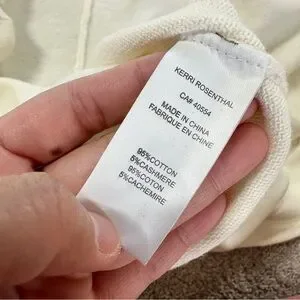 KERRI ROSENTHAL
CA# 40554
MADE IN CHINA
FABRIQUE EN CHINE
95%COTTON
5%CASHMERE
95%COTON
5%CACHEMIRE